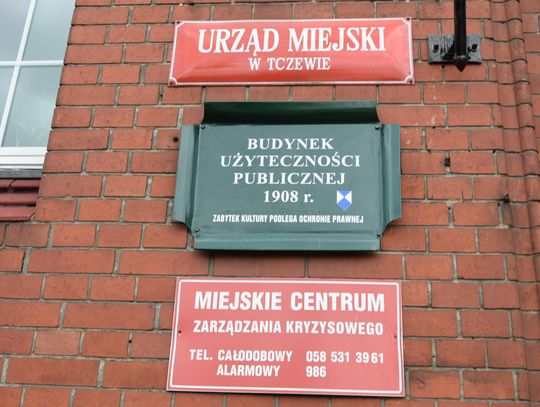 URZĄD MIEJSKI
W TCZEWIE
BUDYNEK
UŻYTECZNOŚCI
PUBLICZNEJ
1908 r.
ZABYTEK KULTURY PODLEGA OCHRONIE PRAWNEJ
MIEJSKIE CENTRUM
ZARZĄDZANIA KRYZYSOWEGO
TEL. CAŁODOBOWY 058 531 39 61
ALARMOWY 986